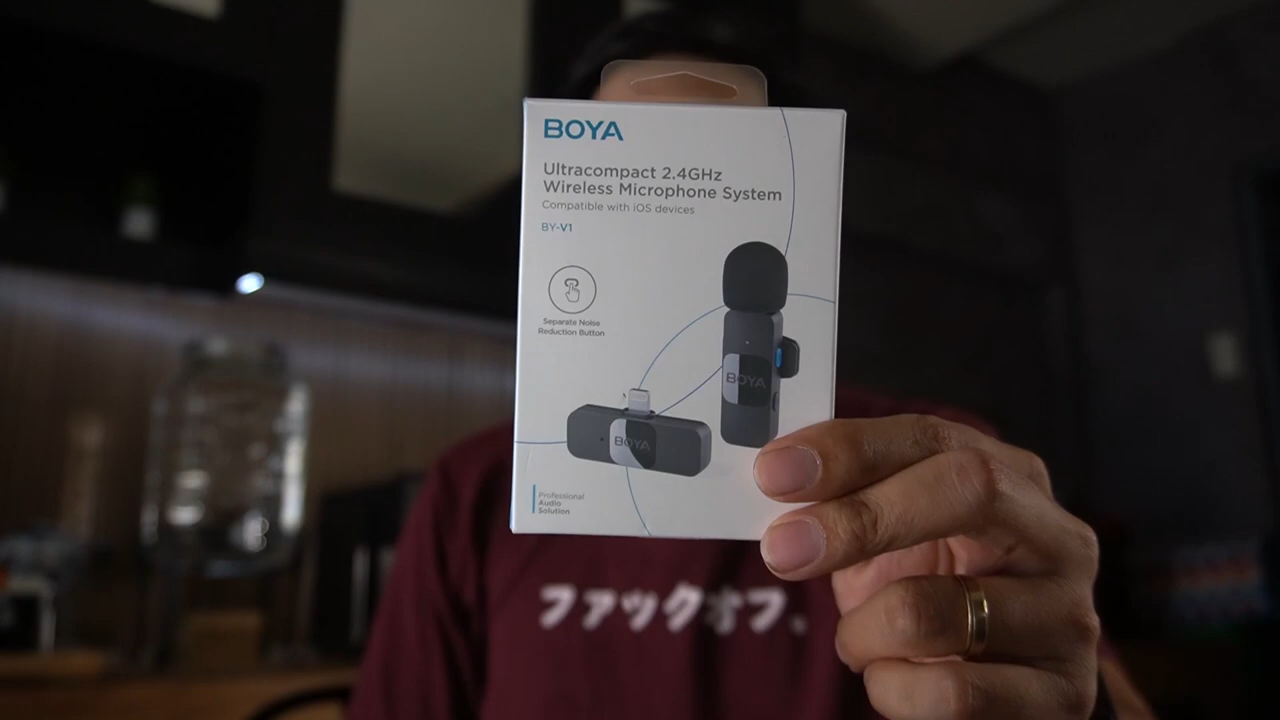 BOYA
Ultracompact 2.4GHz
Wireless Microphone System
Compatible with iOS devices
BY-V1
Separate Noise
Reduction Button
BOYA
BOYA
Professional
Audio
Solution
ファックオフ、